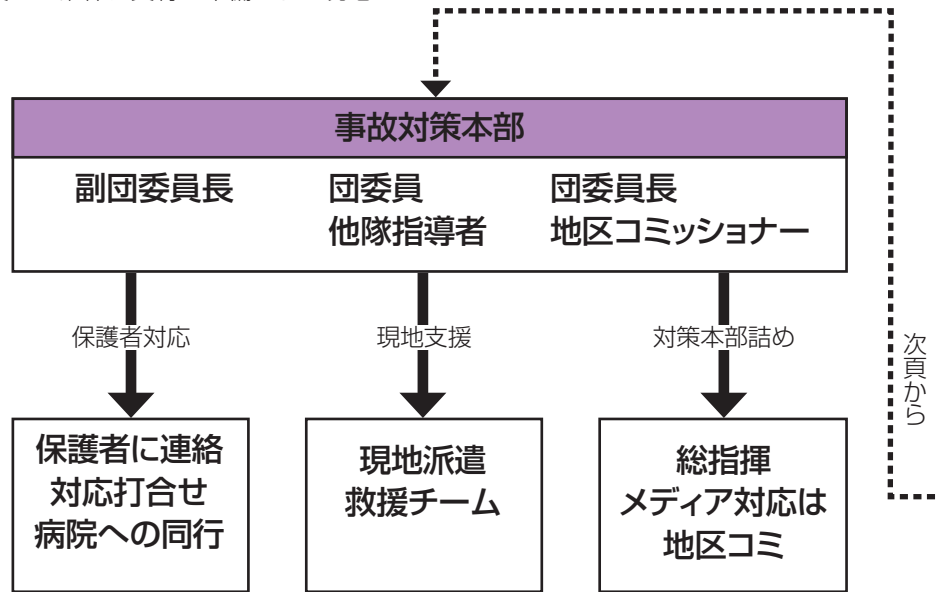 事故対策本部
副団委員長
団委員
他隊指導者
団委員長
地区コミッショナー
保護者対応
現地支援
対策本部詰め
次頁から
保護者に連絡
対応打合せ
病院への同行
現地派遣
救援チーム
総指揮
メディア対応は
地区コミ